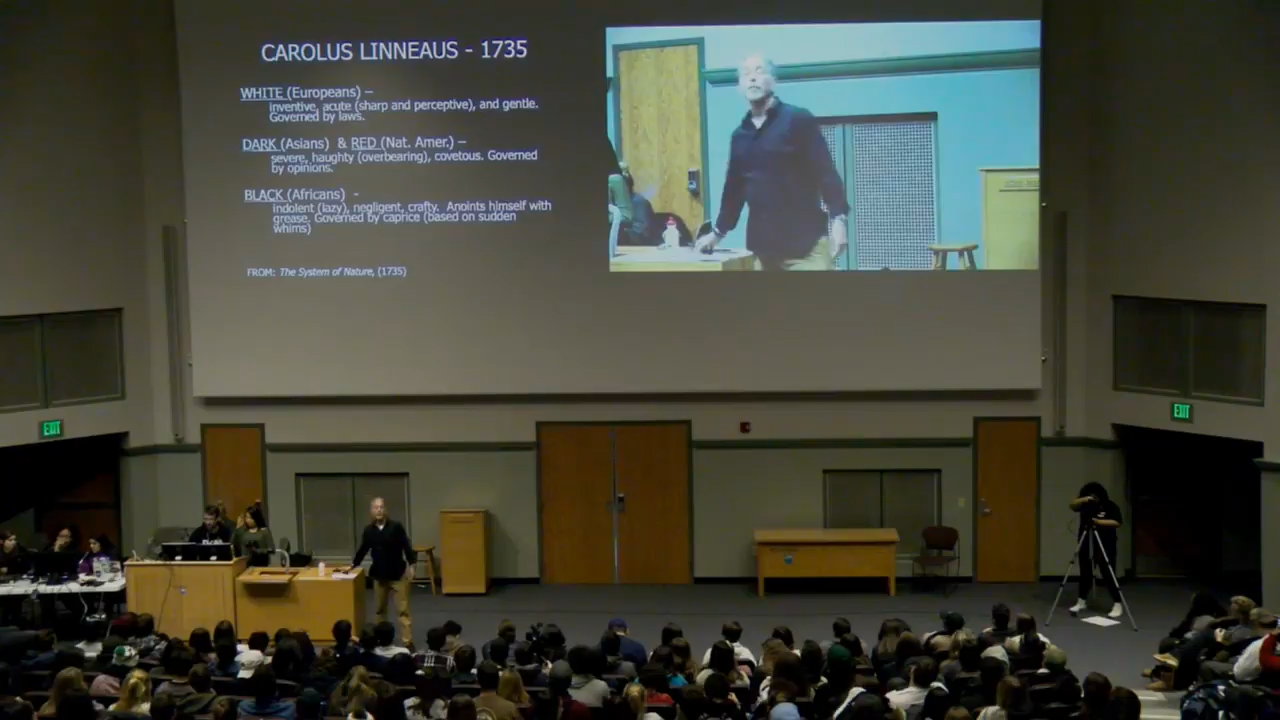 CAROLUS LINNEAUS - 1735
WHITE (Europeans) –
inventive, acute (sharp and perceptive), and gentle.
Governed by laws.
DARK (Asians) & RED (Nat. Amer.) –
severe, haughty (overbearing), covetous. Governed
by opinions.
BLACK (Africans) -
Indolent (lazy), negligent, crafty. Anoints himself with
grease. Governed by caprice (based on sudden
whims)
FROM: The System of Nature, (1735)
EXIT
EXIT